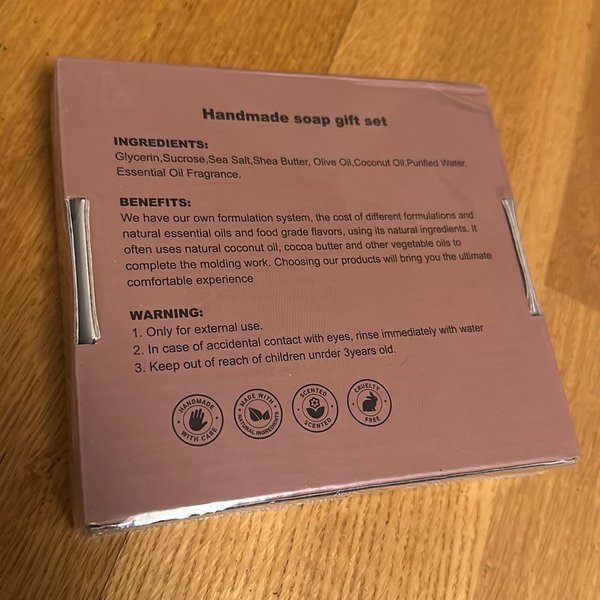 Handmade soap gift set
INGREDIENTS:
Glycerin,Sucrose,Sea Salt,Shea Butter, Olive Oil,Coconut Oil,Purified Water,
Essential Oil Fragrance.
BENEFITS:
We have our own formulation system, the cost of different formulations and
natural essential oils and food grade flavors, using its natural ingredients. It
often uses natural coconut oil, cocoa butter and other vegetable oils to
complete the molding work. Choosing our products will bring you the ultimate
comfortable experience
WARNING:
1. Only for external use.
2. In case of accidental contact with eyes, rinse immediately with water
3. Keep out of reach of children unrder 3years old.
HANDMADE
WITH CARE
MADE WITH
NATURAL INGREDIENTS
SCENTED
SCENTED
CRUELTY
FREE